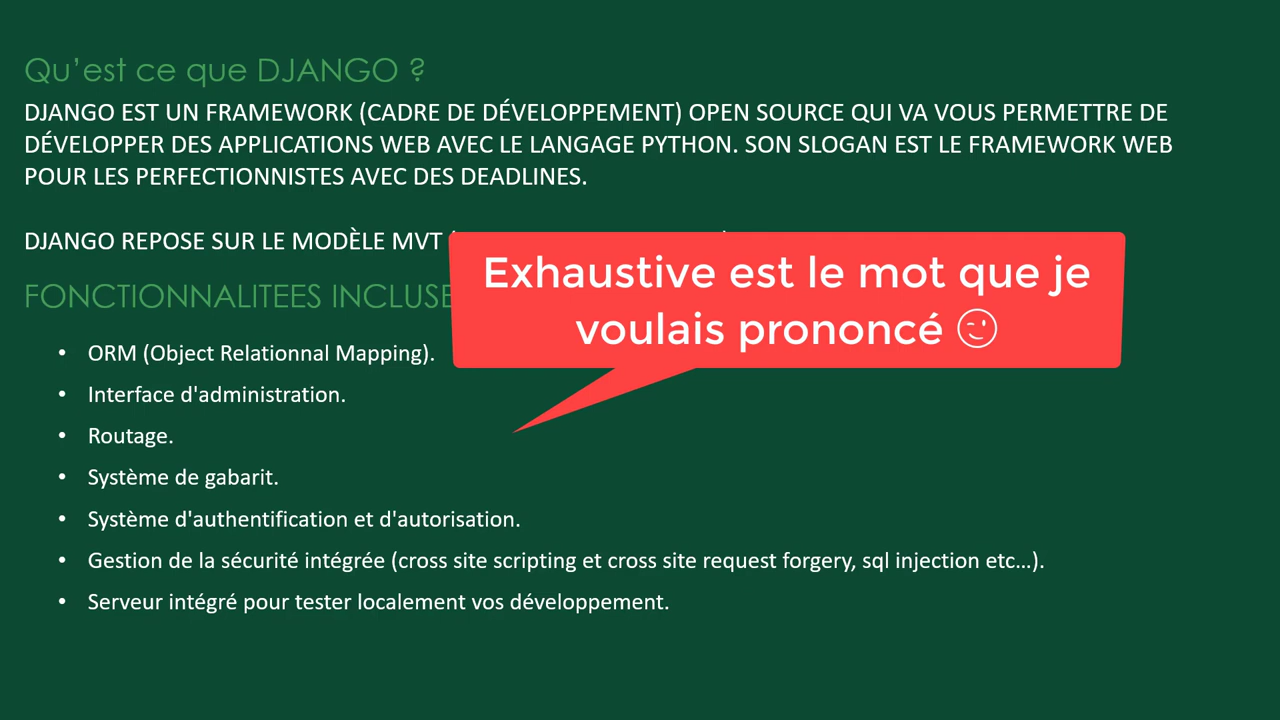 Qu’est ce que DJANGO ?
DJANGO EST UN FRAMEWORK (CADRE DE DÉVELOPPEMENT) OPEN SOURCE QUI VA VOUS PERMETTRE DE
DÉVELOPPER DES APPLICATIONS WEB AVEC LE LANGAGE PYTHON. SON SLOGAN EST LE FRAMEWORK WEB
POUR LES PERFECTIONNISTES AVEC DES DEADLINES.
DJANGO REPOSE SUR LE MODÈLE MVT
FONCTIONNALITEES
Exhaustive est le mot que je
voulais prononcé 😉
• ORM (Object Relationnal Mapping).
• Interface d'administration.
• Routage.
• Système de gabarit.
• Système d'authentification et d'autorisation.
• Gestion de la sécurité intégrée (cross site scripting et cross site request forgery, sql injection etc…).
• Serveur intégré pour tester localement vos développement.